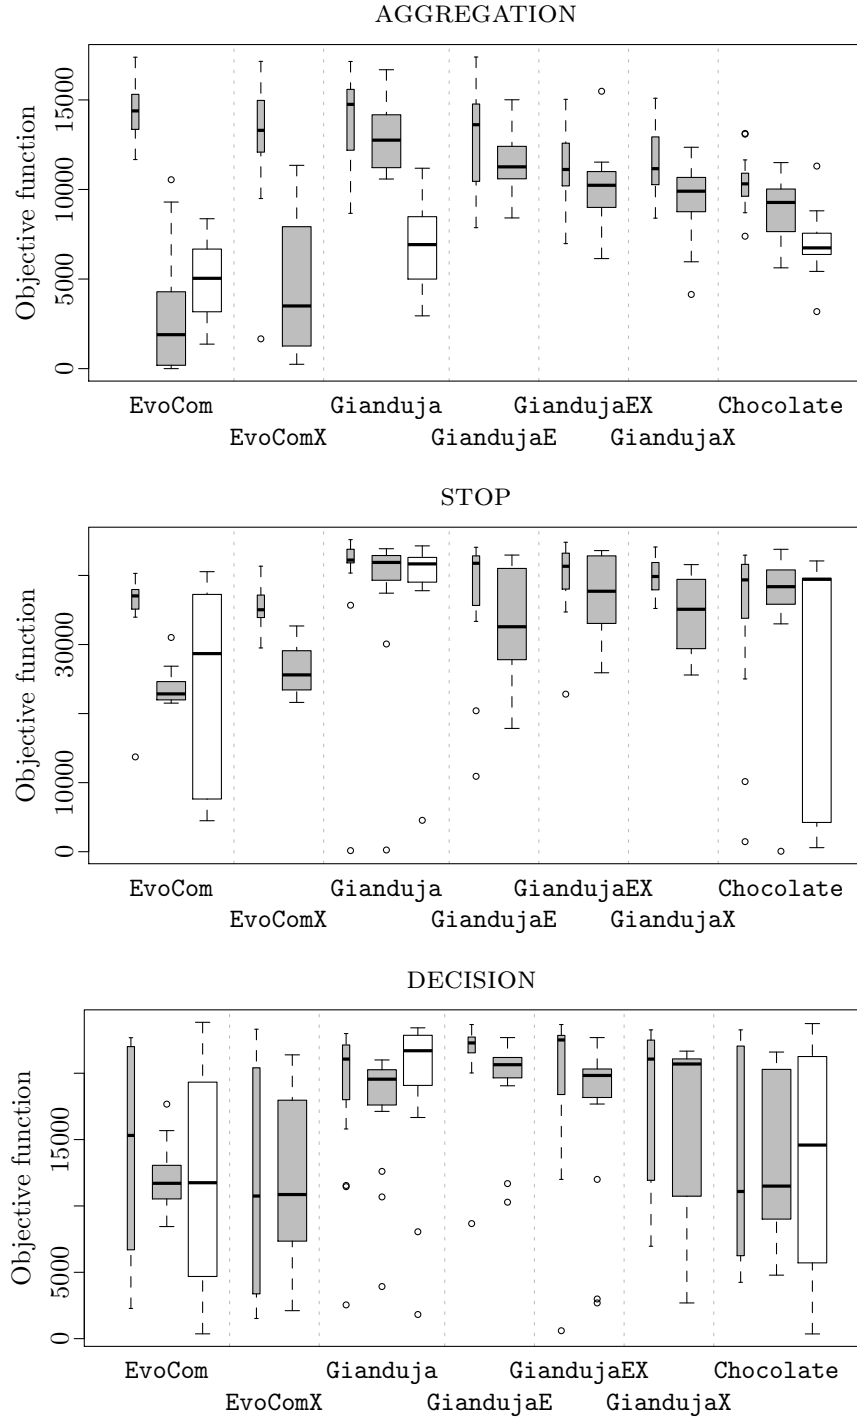 AGGREGATION
Objective function
15000
10000
5000
0
EvoCom Gianduja GiandujaEX Chocolate
EvoComX GiandujaE GiandujaX
STOP
Objective function
30000
10000
0
EvoCom Gianduja GiandujaEX Chocolate
EvoComX GiandujaE GiandujaX
DECISION
Objective function
15000
5000
0
EvoCom Gianduja GiandujaEX Chocolate
EvoComX GiandujaE GiandujaX